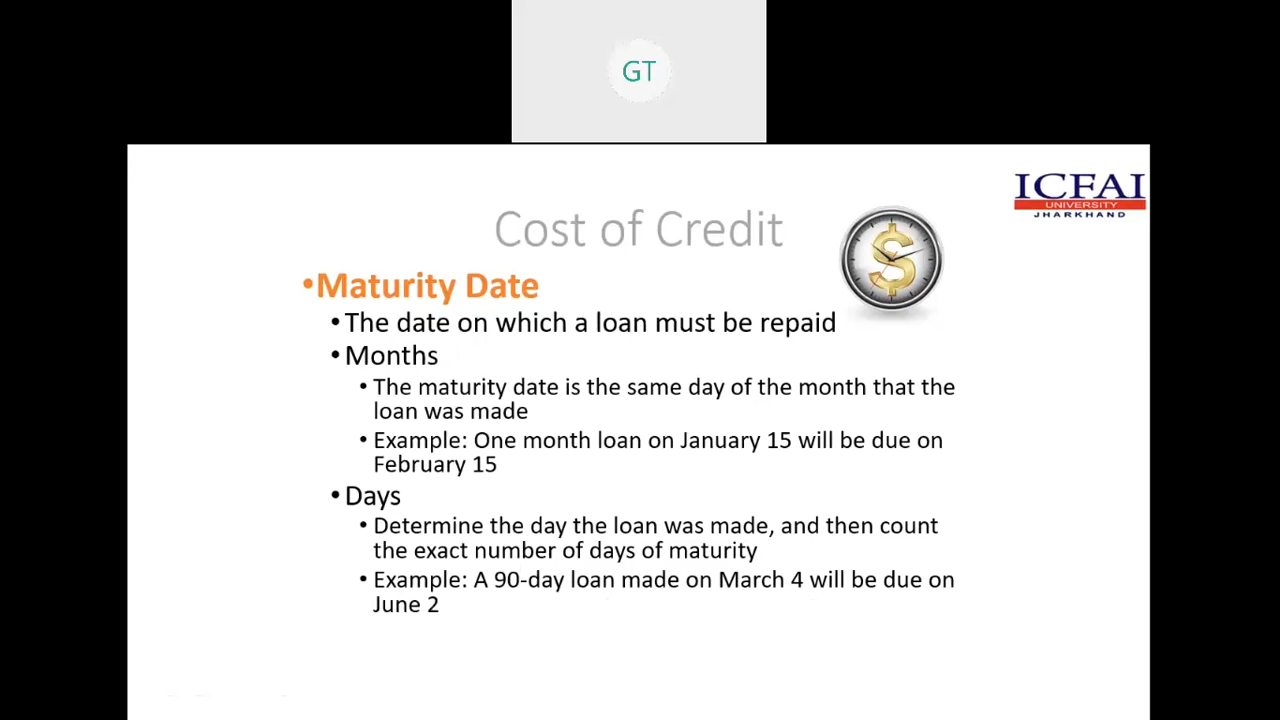 GT
ICFAI
UNIVERSITY
JHARKHAND
Cost of Credit
$
•Maturity Date
•The date on which a loan must be repaid
•Months
•The maturity date is the same day of the month that the
loan was made
•Example: One month loan on January 15 will be due on
February 15
•Days
•Determine the day the loan was made, and then count
the exact number of days of maturity
•Example: A 90-day loan made on March 4 will be due on
June 2